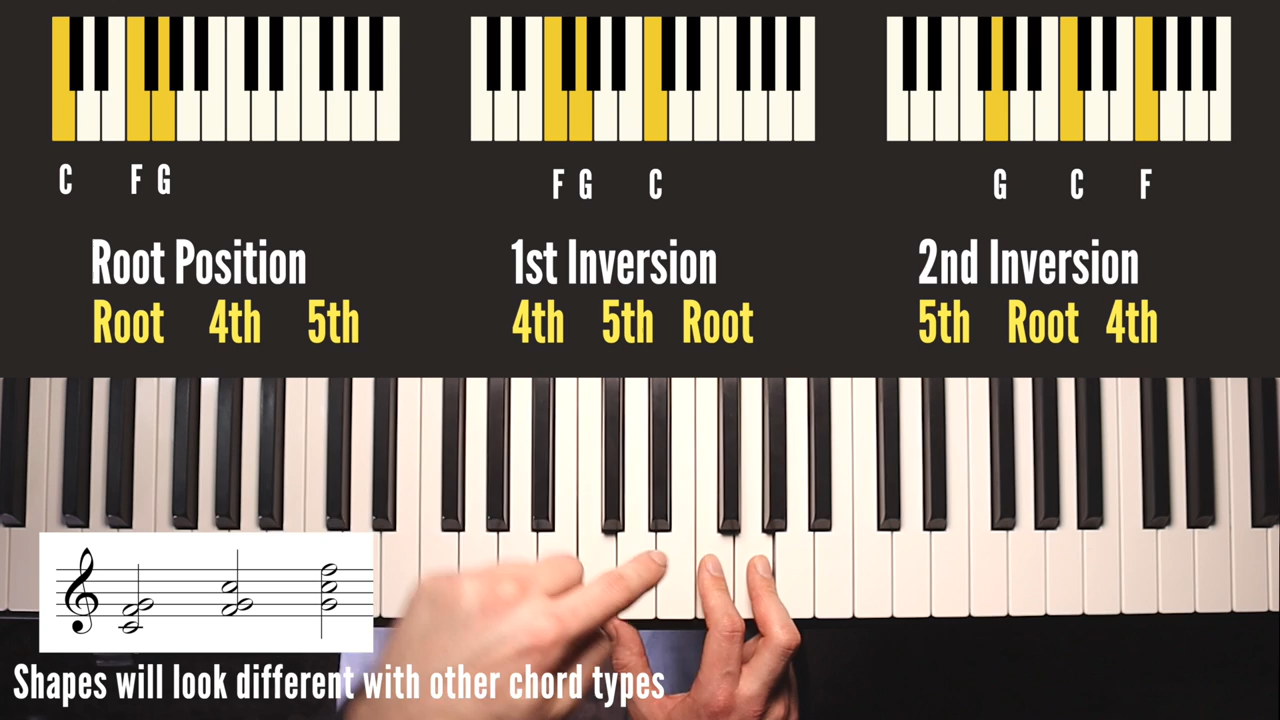 C F G
F G C
G C F
Root Position
Root 4th 5th
1st Inversion
4th 5th Root
2nd Inversion
5th Root 4th
Shapes will look different with other chord types